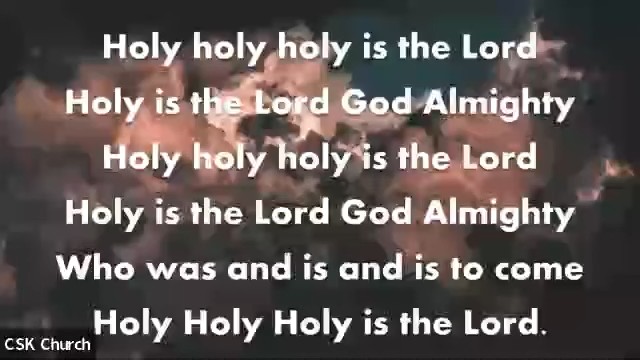 Holy holy holy is the Lord
Holy is the Lord God Almighty
Holy holy holy is the Lord
Holy is the Lord God Almighty
Who was and is and is to come
Holy Holy Holy is the Lord.
CSK Church